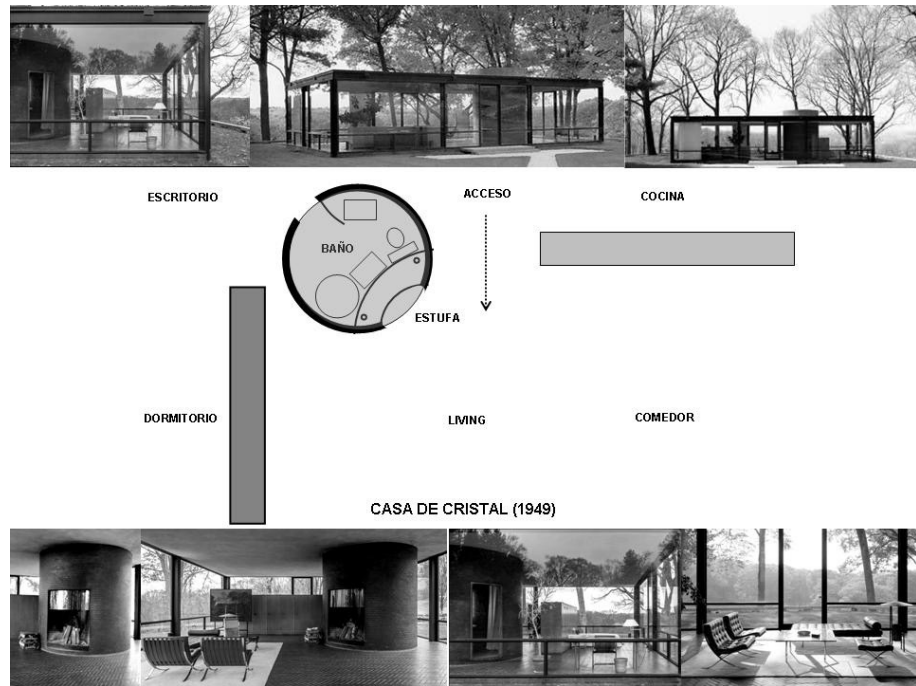 ESCRITORIO
ACCESO
COCINA
BAÑO
ESTUFA
DORMITORIO
LIVING
COMEDOR
CASA DE CRISTAL (1949)